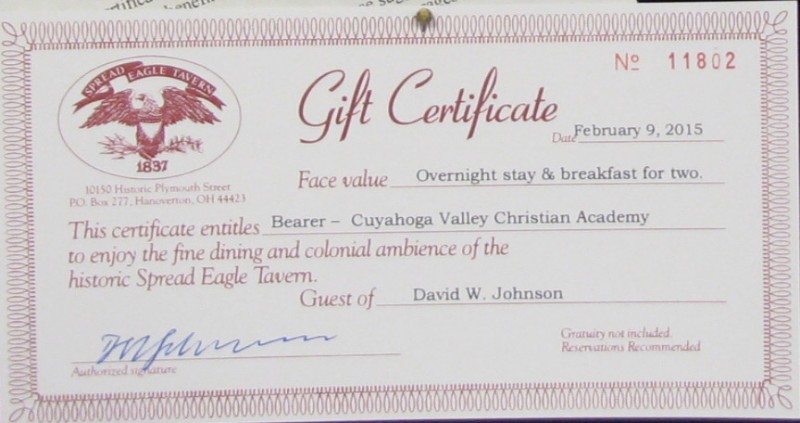 Nº 11802
SPREAD EAGLE TAVERN
1837
Gift Certificate
Date February 9, 2015
10150 Historic Plymouth Street
P.O. Box 277, Hanoverton, OH 44423
Face value Overnight stay & breakfast for two.
This certificate entitles Bearer – Cuyahoga Valley Christian Academy
to enjoy the fine dining and colonial ambience of the
historic Spread Eagle Tavern.
Guest of David W. Johnson
Gratuity not included.
Reservations Recommended
Authorized signature